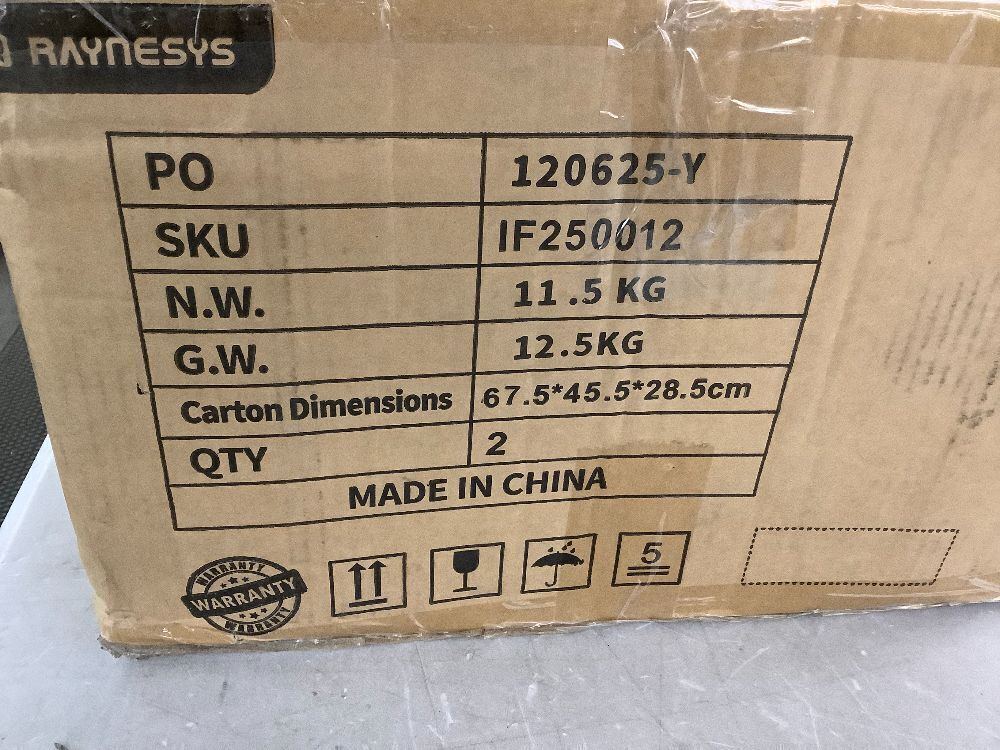 RAYNESYS
PO 120625-Y
SKU IF250012
N.W. 11.5 KG
G.W. 12.5KG
Carton Dimensions 67.5*45.5*28.5cm
QTY 2
MADE IN CHINA
WARRANTY
WARRANTY
WARRANTY
5